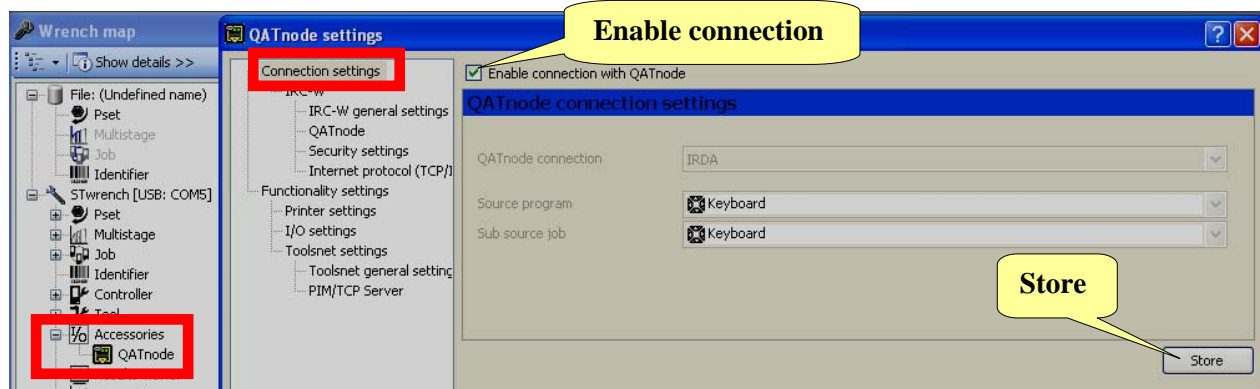 Wrench map
Show details >>
File: (Undefined name)
Pset
Multistage
Job
Identifier
STwrench [USB: COM5]
Pset
Multistage
Job
Identifier
Controller
Tool
Accessories
QATnode
QATnode settings
Connection settings
IRC-W
IRC-W general settings
QATnode
Security settings
Internet protocol (TCP/I
Functionality settings
Printer settings
I/O settings
Toolsnet settings
Toolsnet general setting
PIM/TCP Server
Enable connection
Enable connection with QATnode
QATnode connection settings
QATnode connection
IRDA
Source program
Keyboard
Sub source job
Keyboard
Store
Store